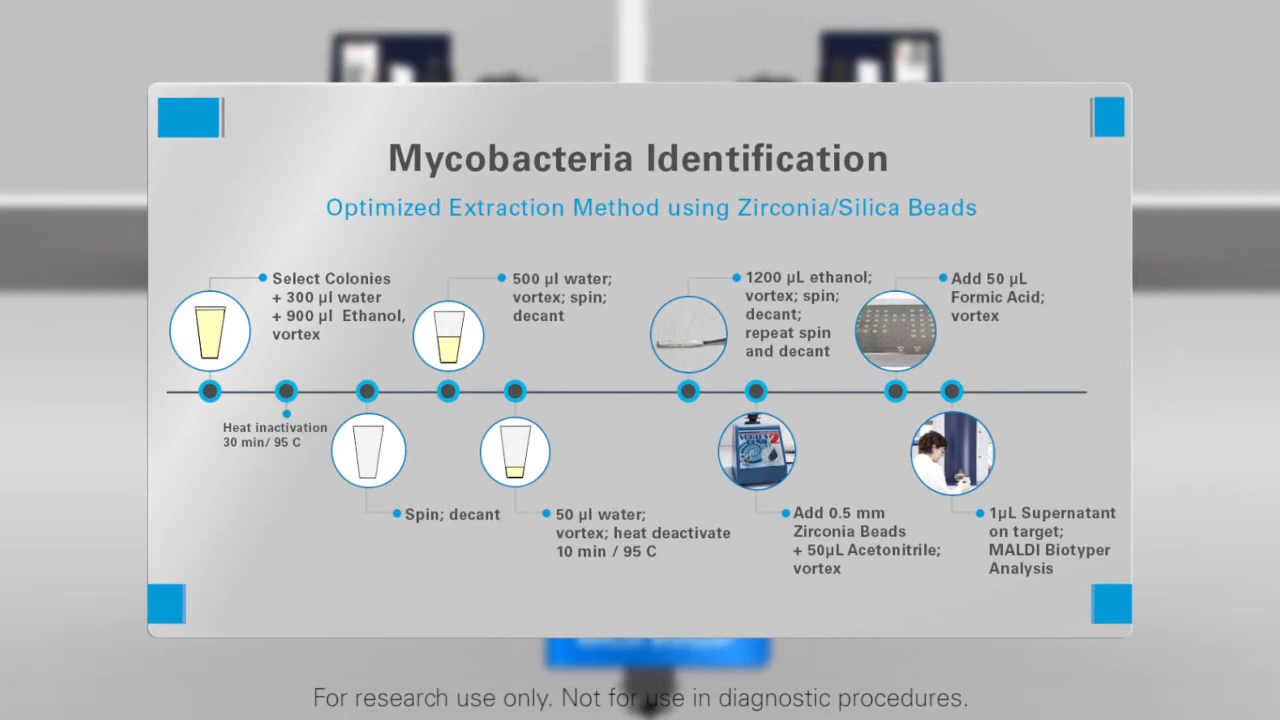 Mycobacteria Identification
Optimized Extraction Method using Zirconia/Silica Beads
Select Colonies
+ 300 µl water
+ 900 µl Ethanol,
vortex
Heat inactivation
30 min/ 95 C
Spin; decant
500 µl water;
vortex; spin;
decant
50 µl water;
vortex; heat deactivate
10 min / 95 C
1200 µL ethanol;
vortex; spin;
decant;
repeat spin
and decant
Add 0.5 mm
Zirconia Beads
+ 50µL Acetonitrile;
vortex
Add 50 µL
Formic Acid;
vortex
1µL Supernatant
on target;
MALDI Biotyper
Analysis
For research use only. Not for use in diagnostic procedures.